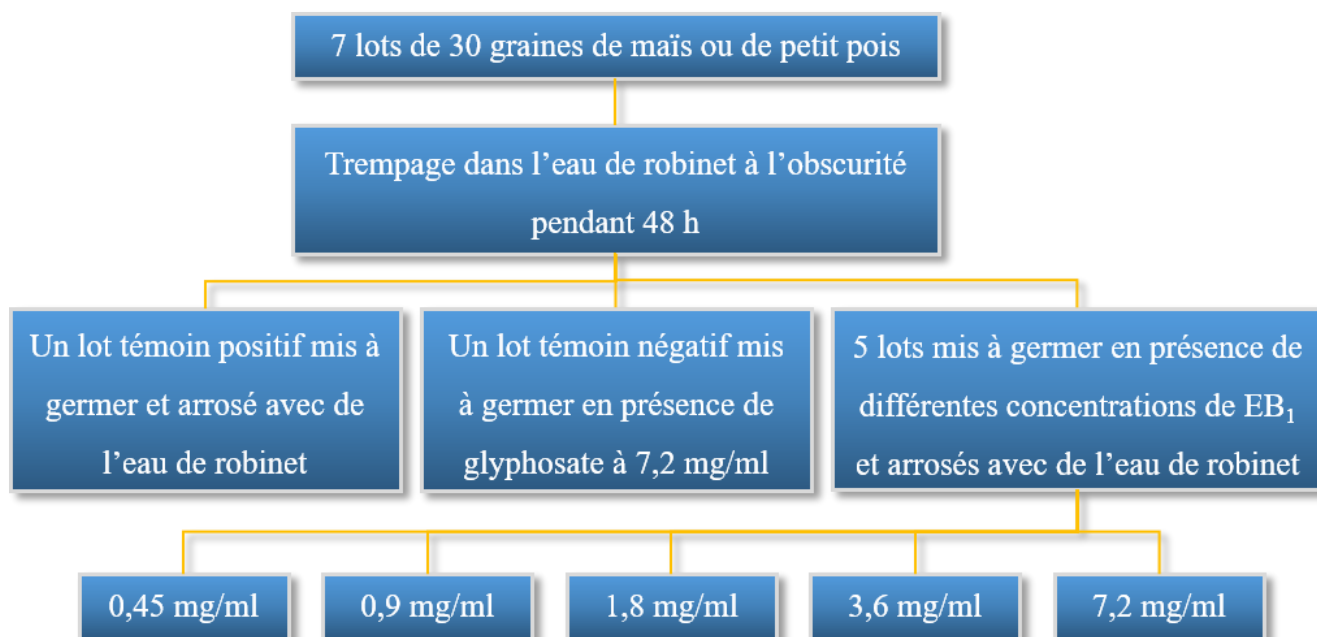 7 lots de 30 graines de maïs ou de petit pois
Trempage dans l’eau de robinet à l’obscurité
pendant 48 h
Un lot témoin positif mis à
germer et arrosé avec de
l’eau de robinet
Un lot témoin négatif mis
à germer en présence de
glyphosate à 7,2 mg/ml
5 lots mis à germer en présence de
différentes concentrations de EB₁
et arrosés avec de l’eau de robinet
0,45 mg/ml
0,9 mg/ml
1,8 mg/ml
3,6 mg/ml
7,2 mg/ml